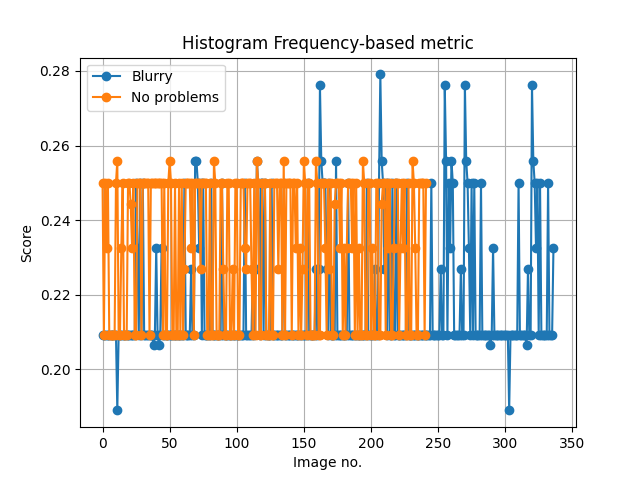 Histogram Frequency-based metric
Blurry
No problems
0.28
0.26
0.24
0.22
0.20
Score
0 50 100 150 200 250 300 350
Image no.